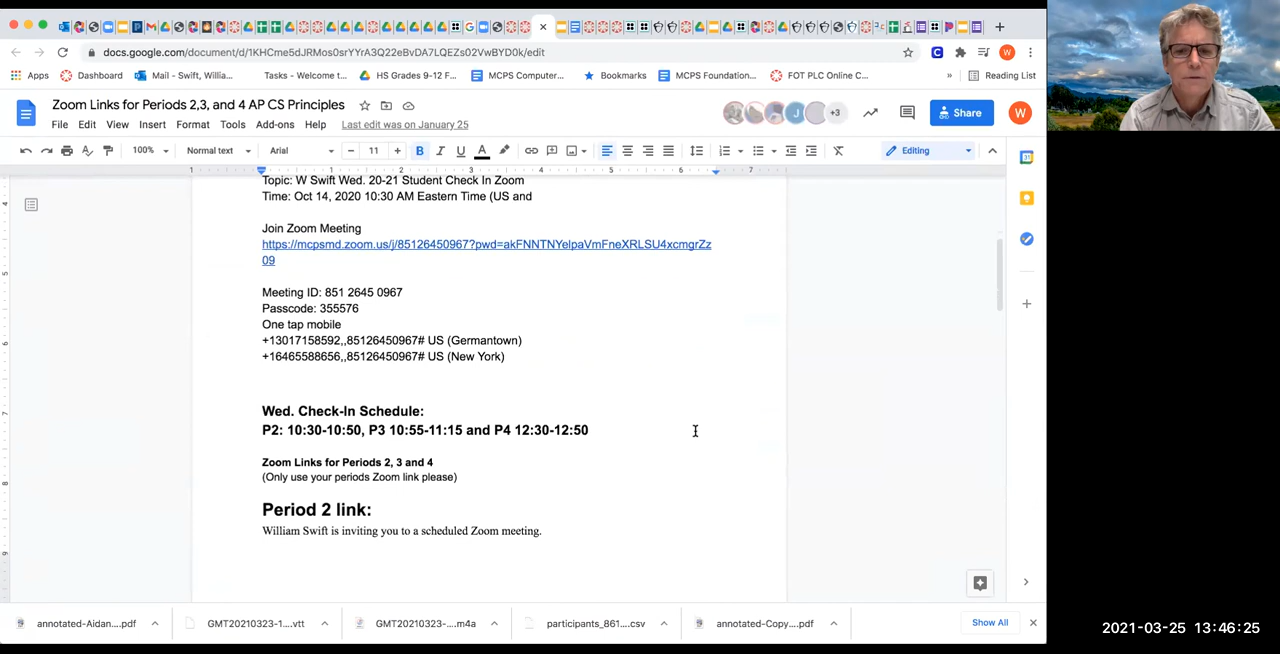 docs.google.com/document/d/1KHCme5dJRMos0srYYrA3Q22eBvDA7LQEZs02VwBYD0k/edit
Apps Dashboard Mail - Swift, Willia... Tasks - Welcome t... HS Grades 9-12 F... MCPS Computer... Bookmarks MCPS Foundation... FOT PLC Online C... » Reading List
Zoom Links for Periods 2,3, and 4 AP CS Principles
File Edit View Insert Format Tools Add-ons Help Last edit was on January 25
J +3 Share W
100% Normal text Arial 11 B I U A Editing
1 1 2 3 4 5 6 7
Topic: W Swift Wed. 20-21 Student Check In Zoom
Time: Oct 14, 2020 10:30 AM Eastern Time (US and
Join Zoom Meeting
https://mcpsmd.zoom.us/j/85126450967?pwd=akFNNTNYelpaVmFneXRLSU4xcmgrZz
09
Meeting ID: 851 2645 0967
Passcode: 355576
One tap mobile
+13017158592,,85126450967# US (Germantown)
+16465588656,,85126450967# US (New York)
Wed. Check-In Schedule:
P2: 10:30-10:50, P3 10:55-11:15 and P4 12:30-12:50
Zoom Links for Periods 2, 3 and 4
(Only use your periods Zoom link please)
Period 2 link:
William Swift is inviting you to a scheduled Zoom meeting.
annotated-Aidan....pdf GMT20210323-1....vtt GMT20210323-....m4a participants_861....csv annotated-Copy....pdf Show All
2021-03-25 13:46:25